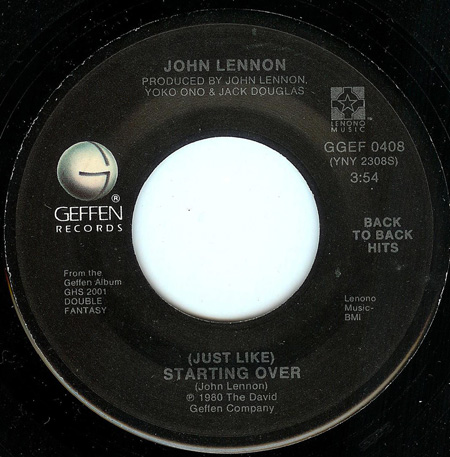 JOHN LENNON
PRODUCED BY JOHN LENNON,
YOKO ONO & JACK DOUGLAS
LENONO
MUSIC
™
GGEF 0408
(YNY 2308S)
3:54
®
GEFFEN
RECORDS
BACK
TO BACK
HITS
From the
Geffen Album
GHS 2001
DOUBLE
FANTASY
Lenono
Music-
BMI
(JUST LIKE)
STARTING OVER
(John Lennon)
℗ 1980 The David
Geffen Company